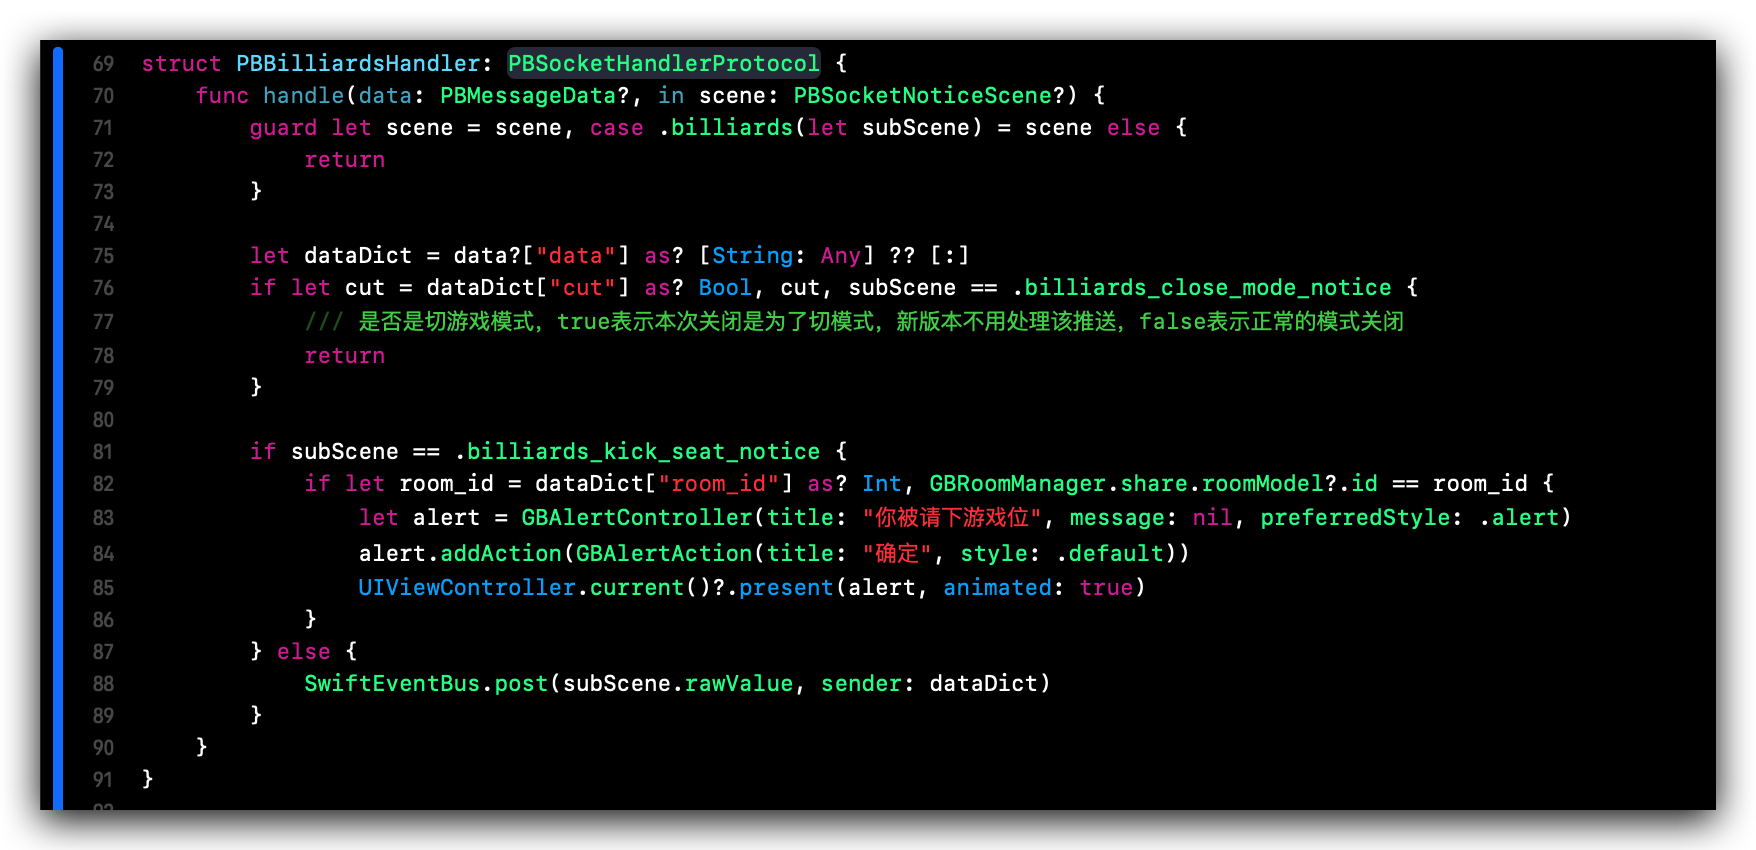 69 struct PBBilliardsHandler: PBSocketHandlerProtocol {
70     func handle(data: PBMessageData?, in scene: PBSocketNoticeScene?) {
71         guard let scene = scene, case .billiards(let subScene) = scene else {
72             return
73         }
74
75         let dataDict = data?["data"] as? [String: Any] ?? [:]
76         if let cut = dataDict["cut"] as? Bool, cut, subScene == .billiards_close_mode_notice {
77             /// 是否是切游戏模式，true表示本次关闭是为了切模式，新版本不用处理该推送，false表示正常的模式关闭
78             return
79         }
80
81         if subScene == .billiards_kick_seat_notice {
82             if let room_id = dataDict["room_id"] as? Int, GBRoomManager.share.roomModel?.id == room_id {
83                 let alert = GBAlertController(title: "你被请下游戏位", message: nil, preferredStyle: .alert)
84                 alert.addAction(GBAlertAction(title: "确定", style: .default))
85                 UIViewController.current()?.present(alert, animated: true)
86             }
87         } else {
88             SwiftEventBus.post(subScene.rawValue, sender: dataDict)
89         }
90     }
91 }